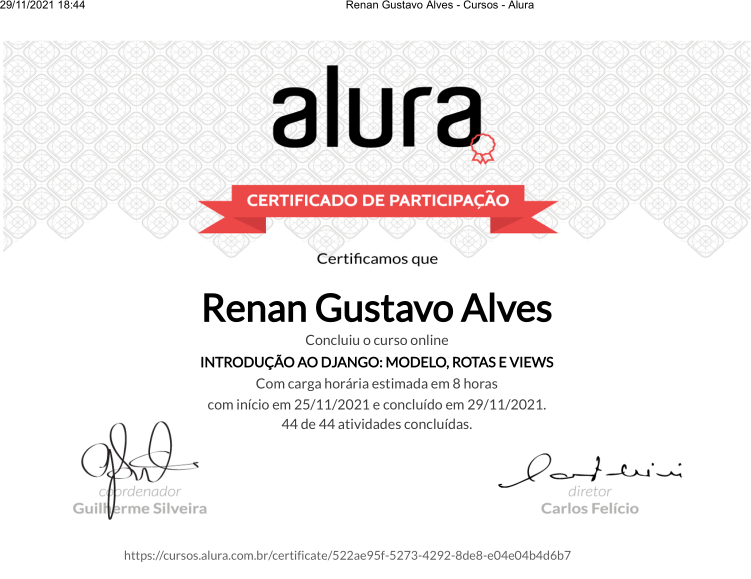 29/11/2021 18:44
Renan Gustavo Alves - Cursos - Alura
alura
CERTIFICADO DE PARTICIPAÇÃO
Certificamos que
Renan Gustavo Alves
Concluiu o curso online
INTRODUÇÃO AO DJANGO: MODELO, ROTAS E VIEWS
Com carga horária estimada em 8 horas
com início em 25/11/2021 e concluído em 29/11/2021.
44 de 44 atividades concluídas.
coordenador
Guilherme Silveira
diretor
Carlos Felício
https://cursos.alura.com.br/certificate/522ae95f-5273-4292-8de8-e04e04b4d6b7